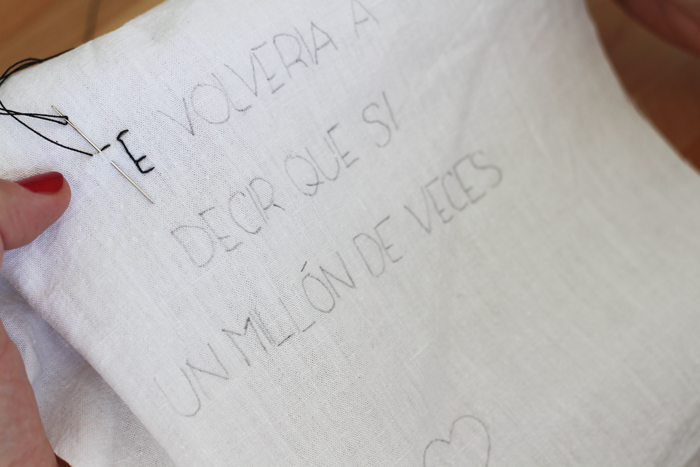 TE VOLVERIA A
DECIR QUE SI
UN MILLÓN DE VECES